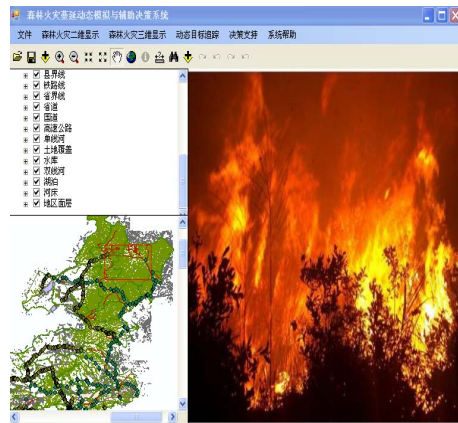 森林火灾蔓延动态模拟与辅助决策系统
文件 森林火灾二维显示 森林火灾三维显示 动态目标追踪 决策支持 系统帮助
县界线
铁路线
省界线
省道
国道
高速公路
单线河
土地覆盖
水库
双线河
湖泊
河床
地区面层